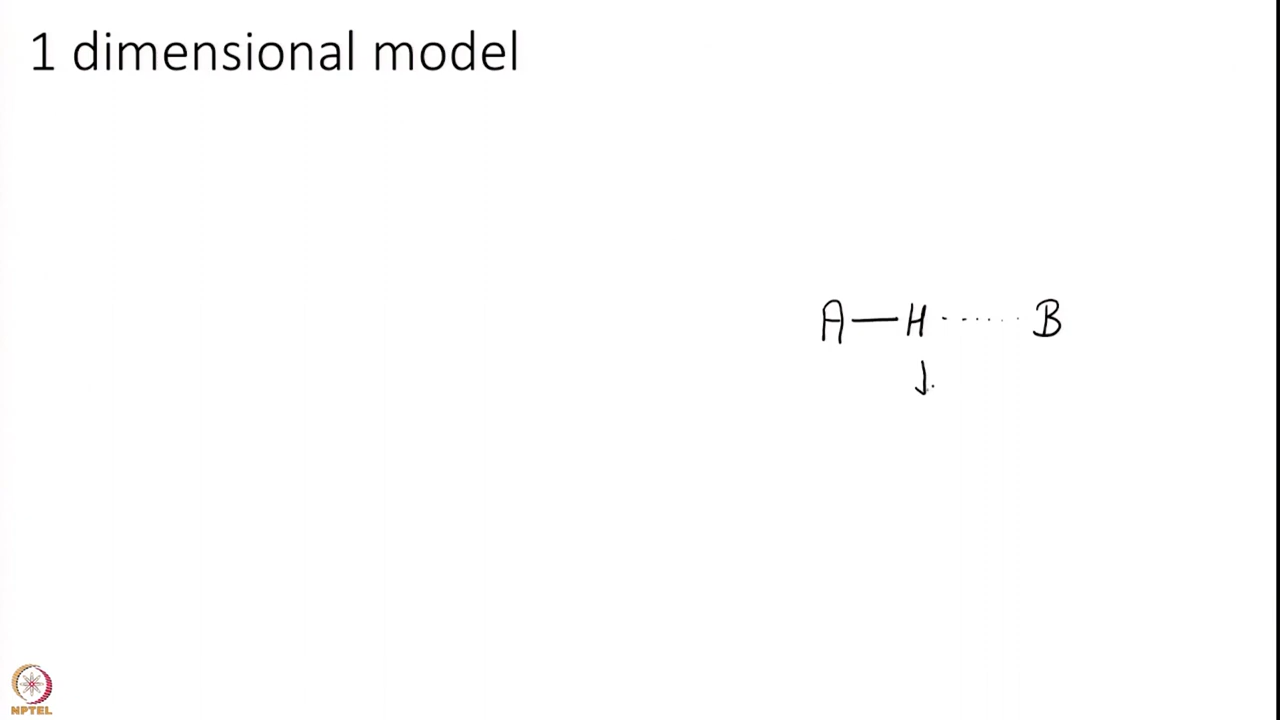 1 dimensional model
A — H ...... B
↓
NPTEL